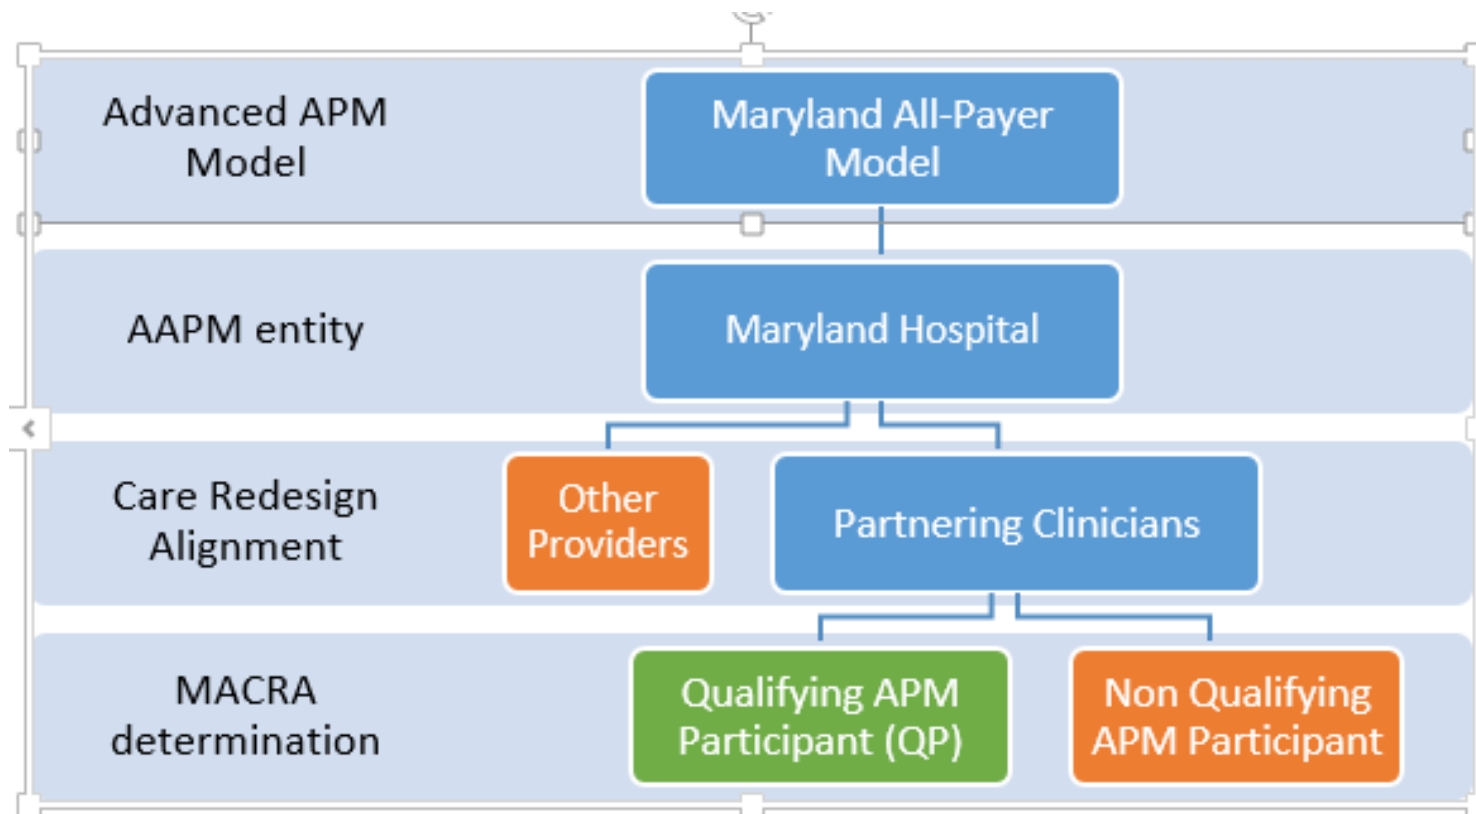 Advanced APM
Model
Maryland All-Payer
Model
AAPM entity
Maryland Hospital
Care Redesign
Alignment
Other
Providers
Partnering Clinicians
MACRA
determination
Qualifying APM
Participant (QP)
Non Qualifying
APM Participant